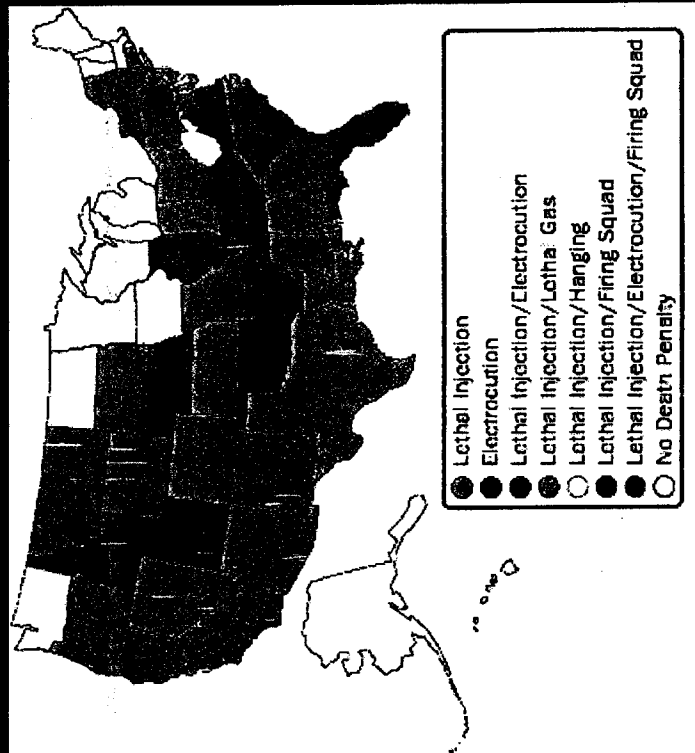 Lethal Injection
Electrocution
Lethal Injection/Electrocution
Lethal Injection/Lethal Gas
Lethal Injection/Hanging
Lethal Injection/Firing Squad
Lethal Injection/Electrocution/Firing Squad
No Death Penalty